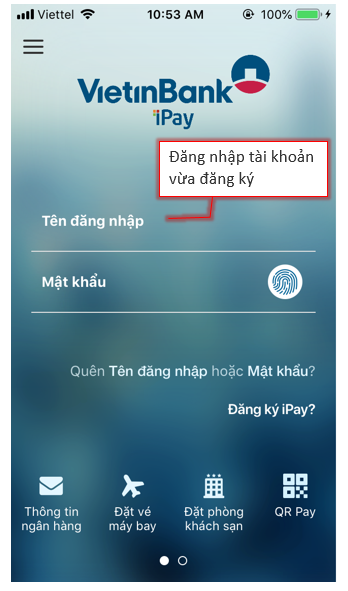 Viettel 10:53 AM 100%
VietinBank
iPay
Đăng nhập tài khoản
vừa đăng ký
Tên đăng nhập
Mật khẩu
Quên Tên đăng nhập hoặc Mật khẩu?
Đăng ký iPay?
Thông tin
ngân hàng
Đặt vé
máy bay
Đặt phòng
khách sạn
QR Pay